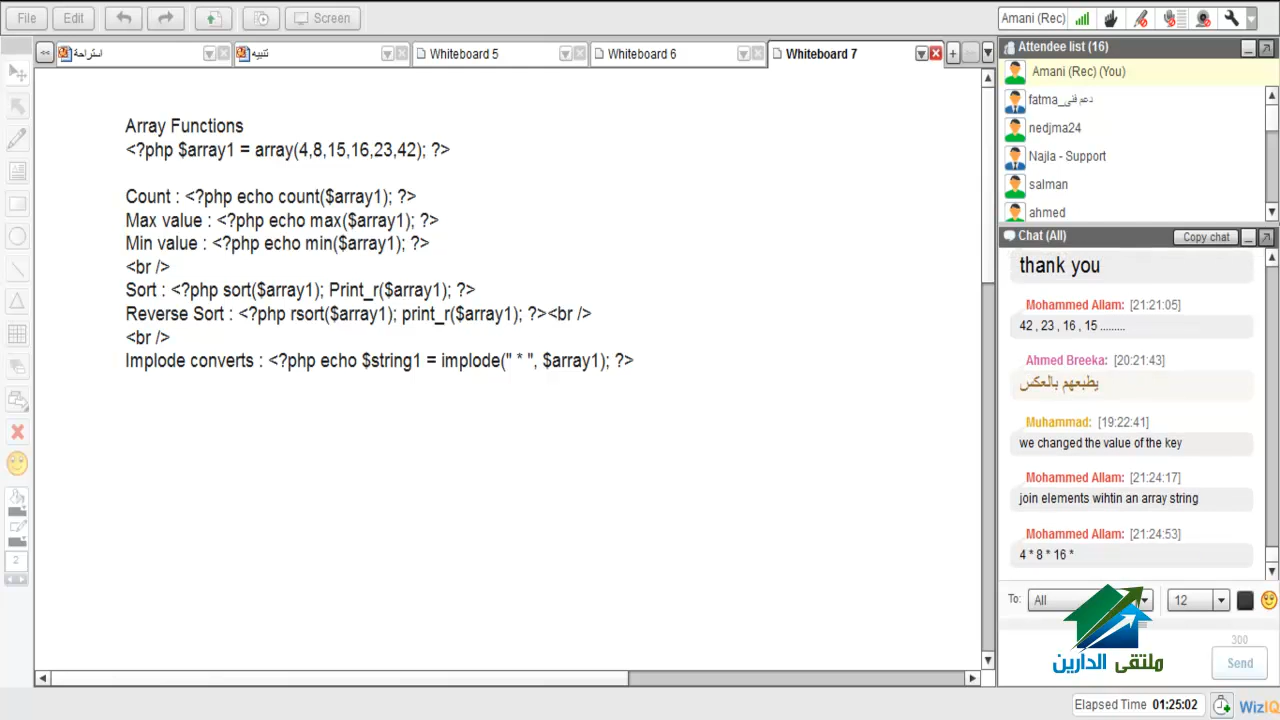 File
Edit
Screen
Amani (Rec)
<<
استراحة
تنبيه
Whiteboard 5
Whiteboard 6
Whiteboard 7
Array Functions
<?php $array1 = array(4,8,15,16,23,42); ?>
Count : <?php echo count($array1); ?>
Max value : <?php echo max($array1); ?>
Min value : <?php echo min($array1); ?>
<br />
Sort : <?php sort($array1); Print_r($array1); ?>
Reverse Sort : <?php rsort($array1); print_r($array1); ?><br />
<br />
Implode converts : <?php echo $string1 = implode(" * ", $array1); ?>
2
Attendee list (16)
Amani (Rec) (You)
fatma_دعم فنى
nedjma24
Najla - Support
salman
ahmed
Chat (All)
Copy chat
thank you
Mohammed Allam: [21:21:05]
42 , 23 , 16 , 15 .........
Ahmed Breeka: [20:21:43]
يطبعهم بالعكس
Muhammad: [19:22:41]
we changed the value of the key
Mohammed Allam: [21:24:17]
join elements wihtin an array string
Mohammed Allam: [21:24:53]
4 * 8 * 16 *
To:
All
12
300
Send
ملتقى الدارين
Elapsed Time 01:25:02
WizIQ